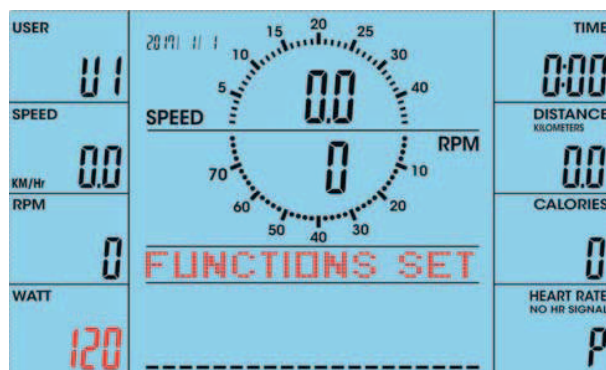 USER
U1
SPEED
KM/Hr 0.0
RPM
0
WATT
120
2017/ 1/ 1
5 10 15 20 25 30 40
SPEED
0.0
RPM
0
70 60 50 40 30 20 10
FUNCTIONS SET
TIME
0:00
DISTANCE
KILOMETERS
0.0
CALORIES
0
HEART RATE
NO HR SIGNAL
P